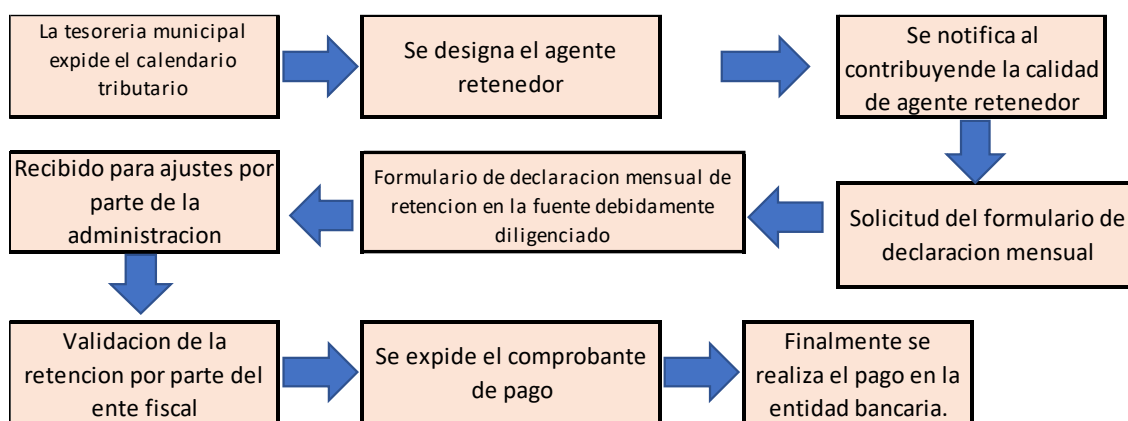 La tesoreria municipal
expide el calendario
tributario
Se designa el agente
retenedor
Se notifica al
contribuyende la calidad
de agente retenedor
Solicitud del formulario de
declaracion mensual
Formulario de declaracion mensual de
retencion en la fuente debidamente
diligenciado
Recibido para ajustes por
parte de la
administracion
Validacion de la
retencion por parte del
ente fiscal
Se expide el comprobante
de pago
Finalmente se
realiza el pago en la
entidad bancaria.